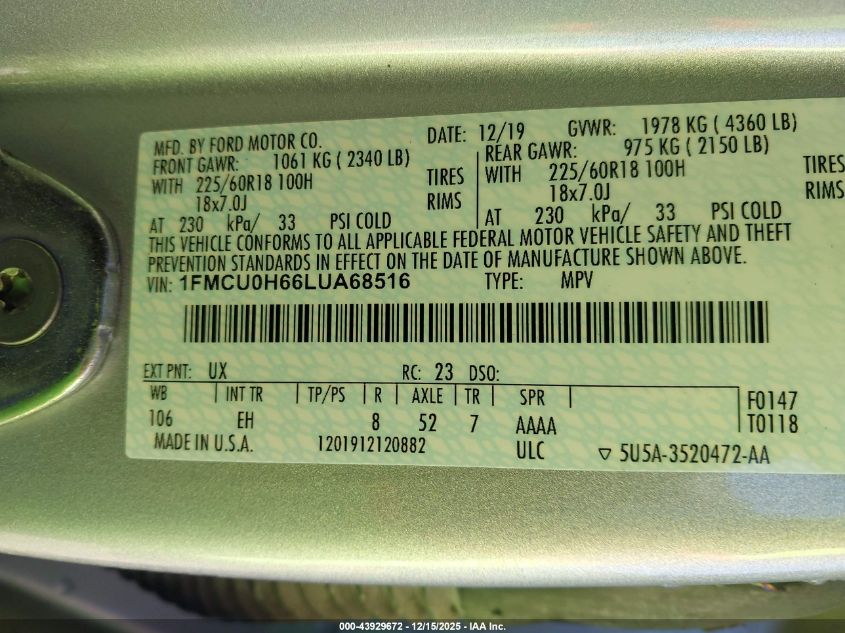 MFD. BY FORD MOTOR CO.
DATE: 12/19 GVWR: 1978 KG ( 4360 LB)
FRONT GAWR: 1061 KG ( 2340 LB)
WITH 225/60R18 100H TIRES
18x7.0J RIMS
AT 230 kPa/ 33 PSI COLD
REAR GAWR: 975 KG ( 2150 LB)
WITH 225/60R18 100H TIRES
18x7.0J RIMS
AT 230 kPa/ 33 PSI COLD
THIS VEHICLE CONFORMS TO ALL APPLICABLE FEDERAL MOTOR VEHICLE SAFETY AND THEFT
PREVENTION STANDARDS IN EFFECT ON THE DATE OF MANUFACTURE SHOWN ABOVE.
VIN: 1FMCU0H66LUA68516 TYPE: MPV
EXT PNT: UX RC: 23 DSO:
WB INT TR TP/PS R AXLE TR SPR
106 EH 8 52 7 AAAA
F0147
T0118
MADE IN U.S.A. 1201912120882 ULC ▽ 5U5A-3520472-AA
000-43929672 - 12/15/2025 - IAA Inc.